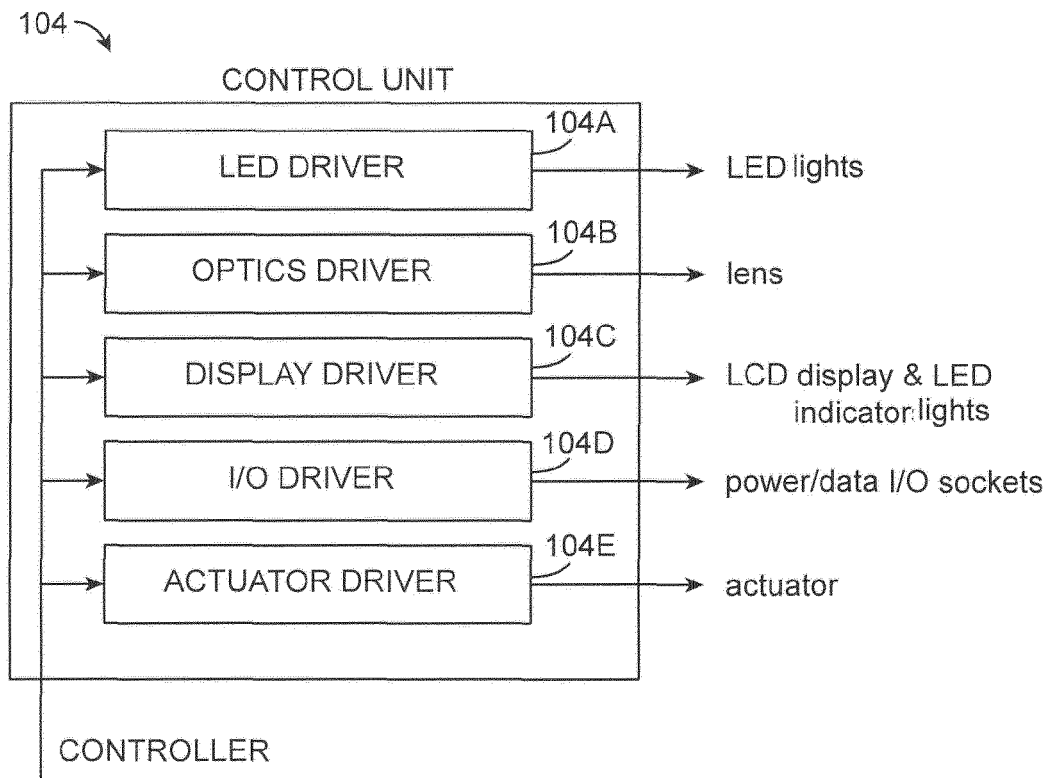 104
CONTROL UNIT
104A
LED DRIVER
LED lights
104B
OPTICS DRIVER
lens
104C
DISPLAY DRIVER
LCD display & LED
indicator lights
104D
I/O DRIVER
power/data I/O sockets
104E
ACTUATOR DRIVER
actuator
CONTROLLER